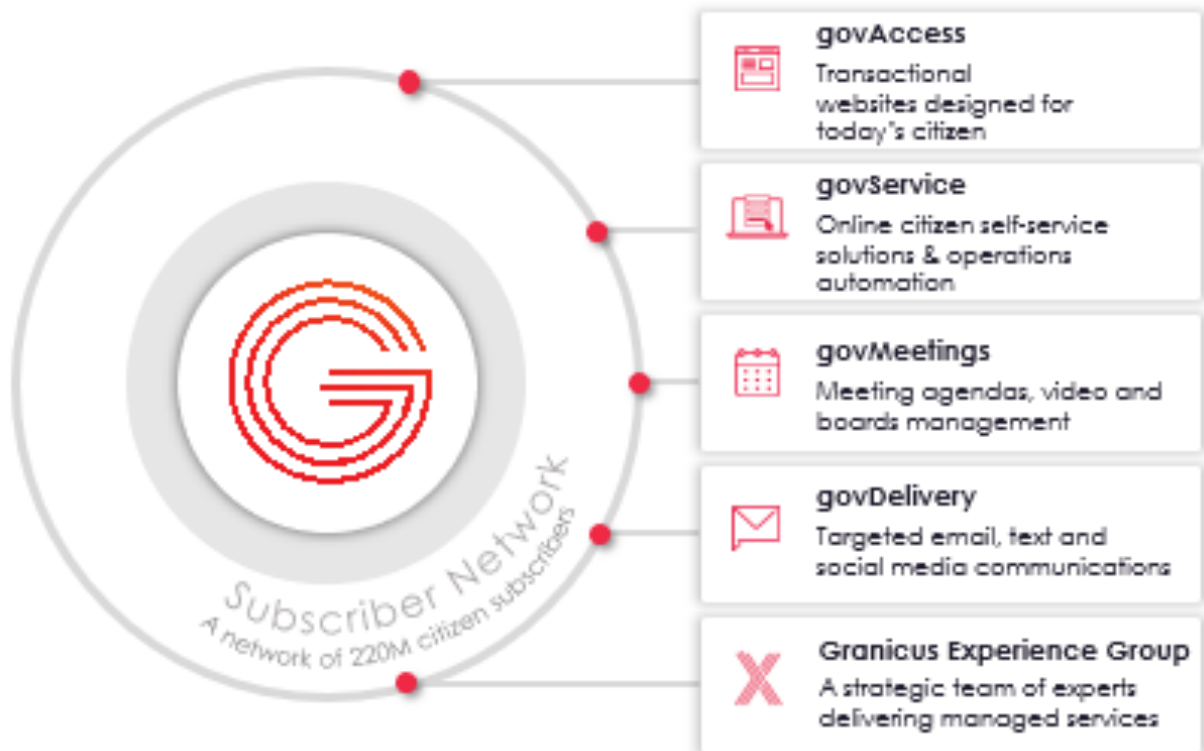 govAccess
Transactional
websites designed for
today's citizen
govService
Online citizen self-service
solutions & operations
automation
govMeetings
Meeting agendas, video and
boards management
govDelivery
Targeted email, text and
social media communications
Granicus Experience Group
A strategic team of experts
delivering managed services
Subscriber Network
A network of 220M citizen subscribers